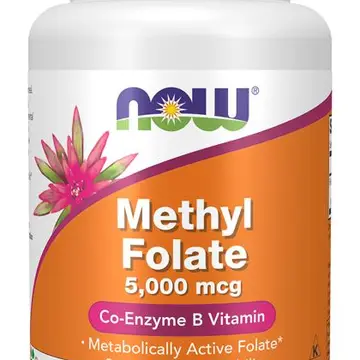 NOW®
Methyl
Folate
5,000 mcg
Co-Enzyme B Vitamin
• Metabolically Active Folate*